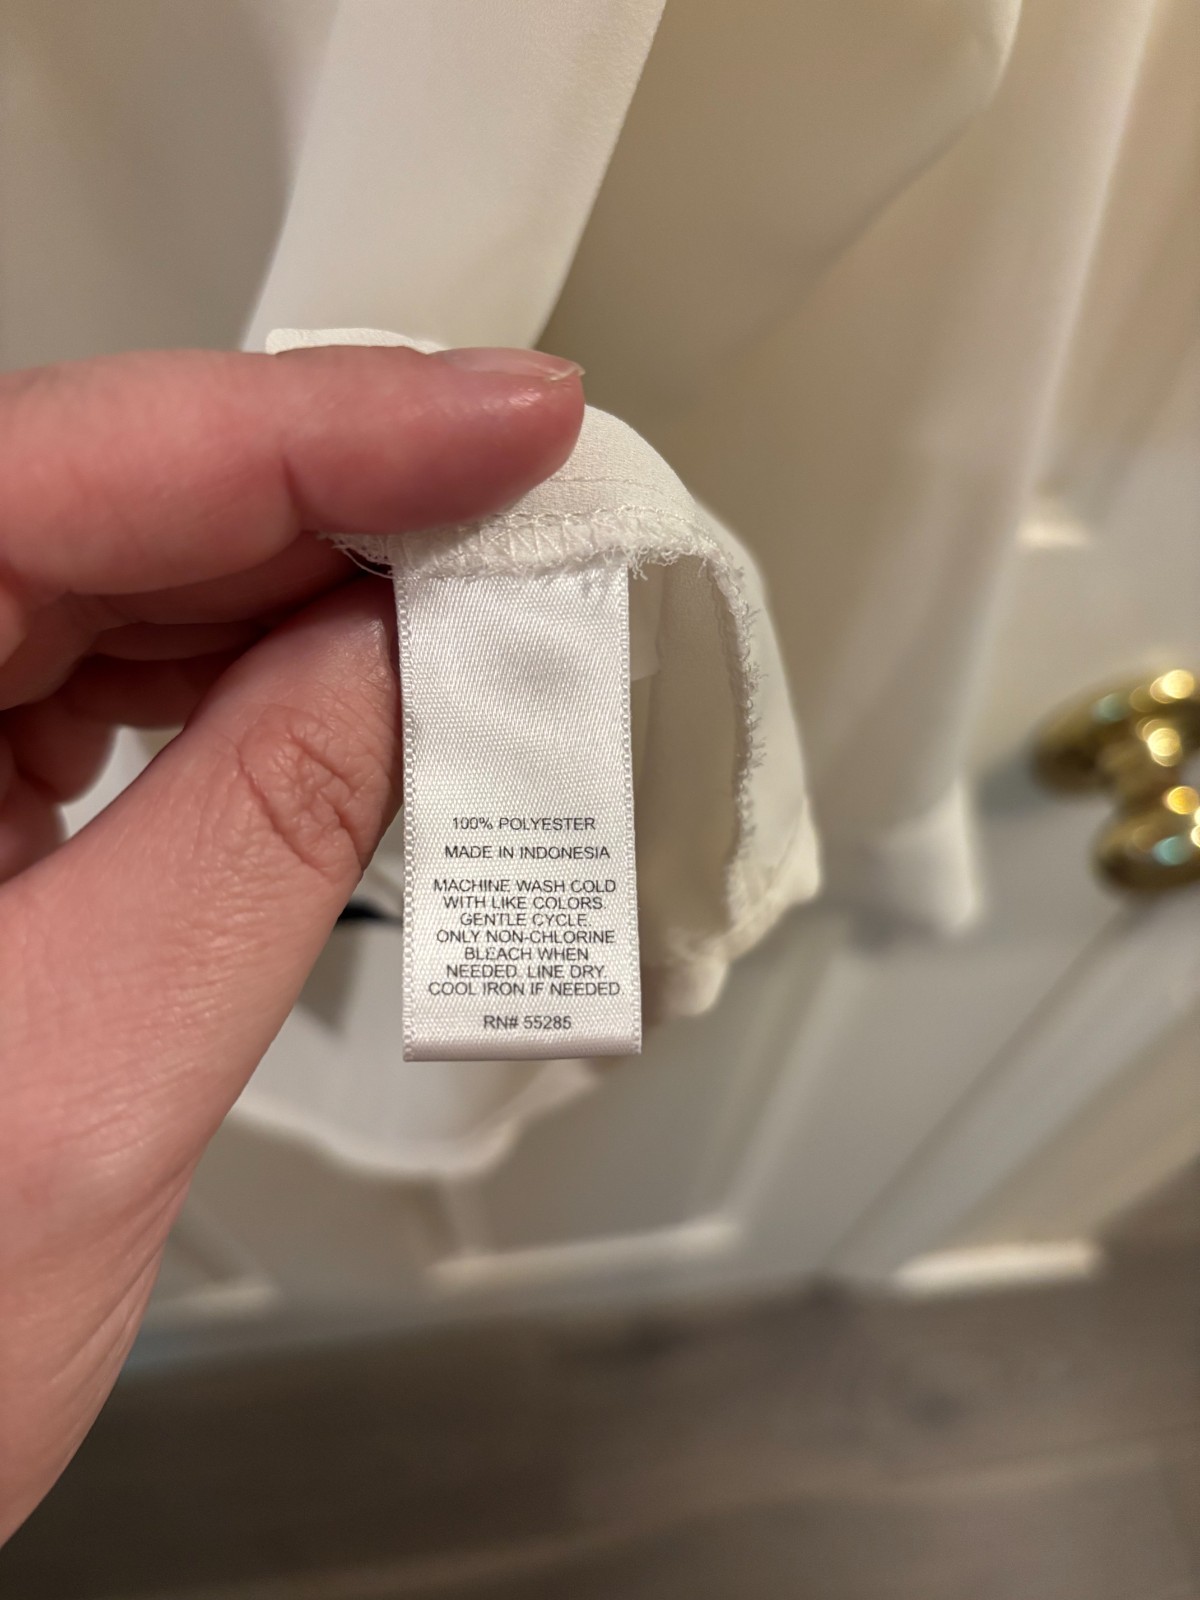 100% POLYESTER
MADE IN INDONESIA
MACHINE WASH COLD
WITH LIKE COLORS.
GENTLE CYCLE.
ONLY NON-CHLORINE
BLEACH WHEN
NEEDED. LINE DRY.
COOL IRON IF NEEDED
RN# 55285